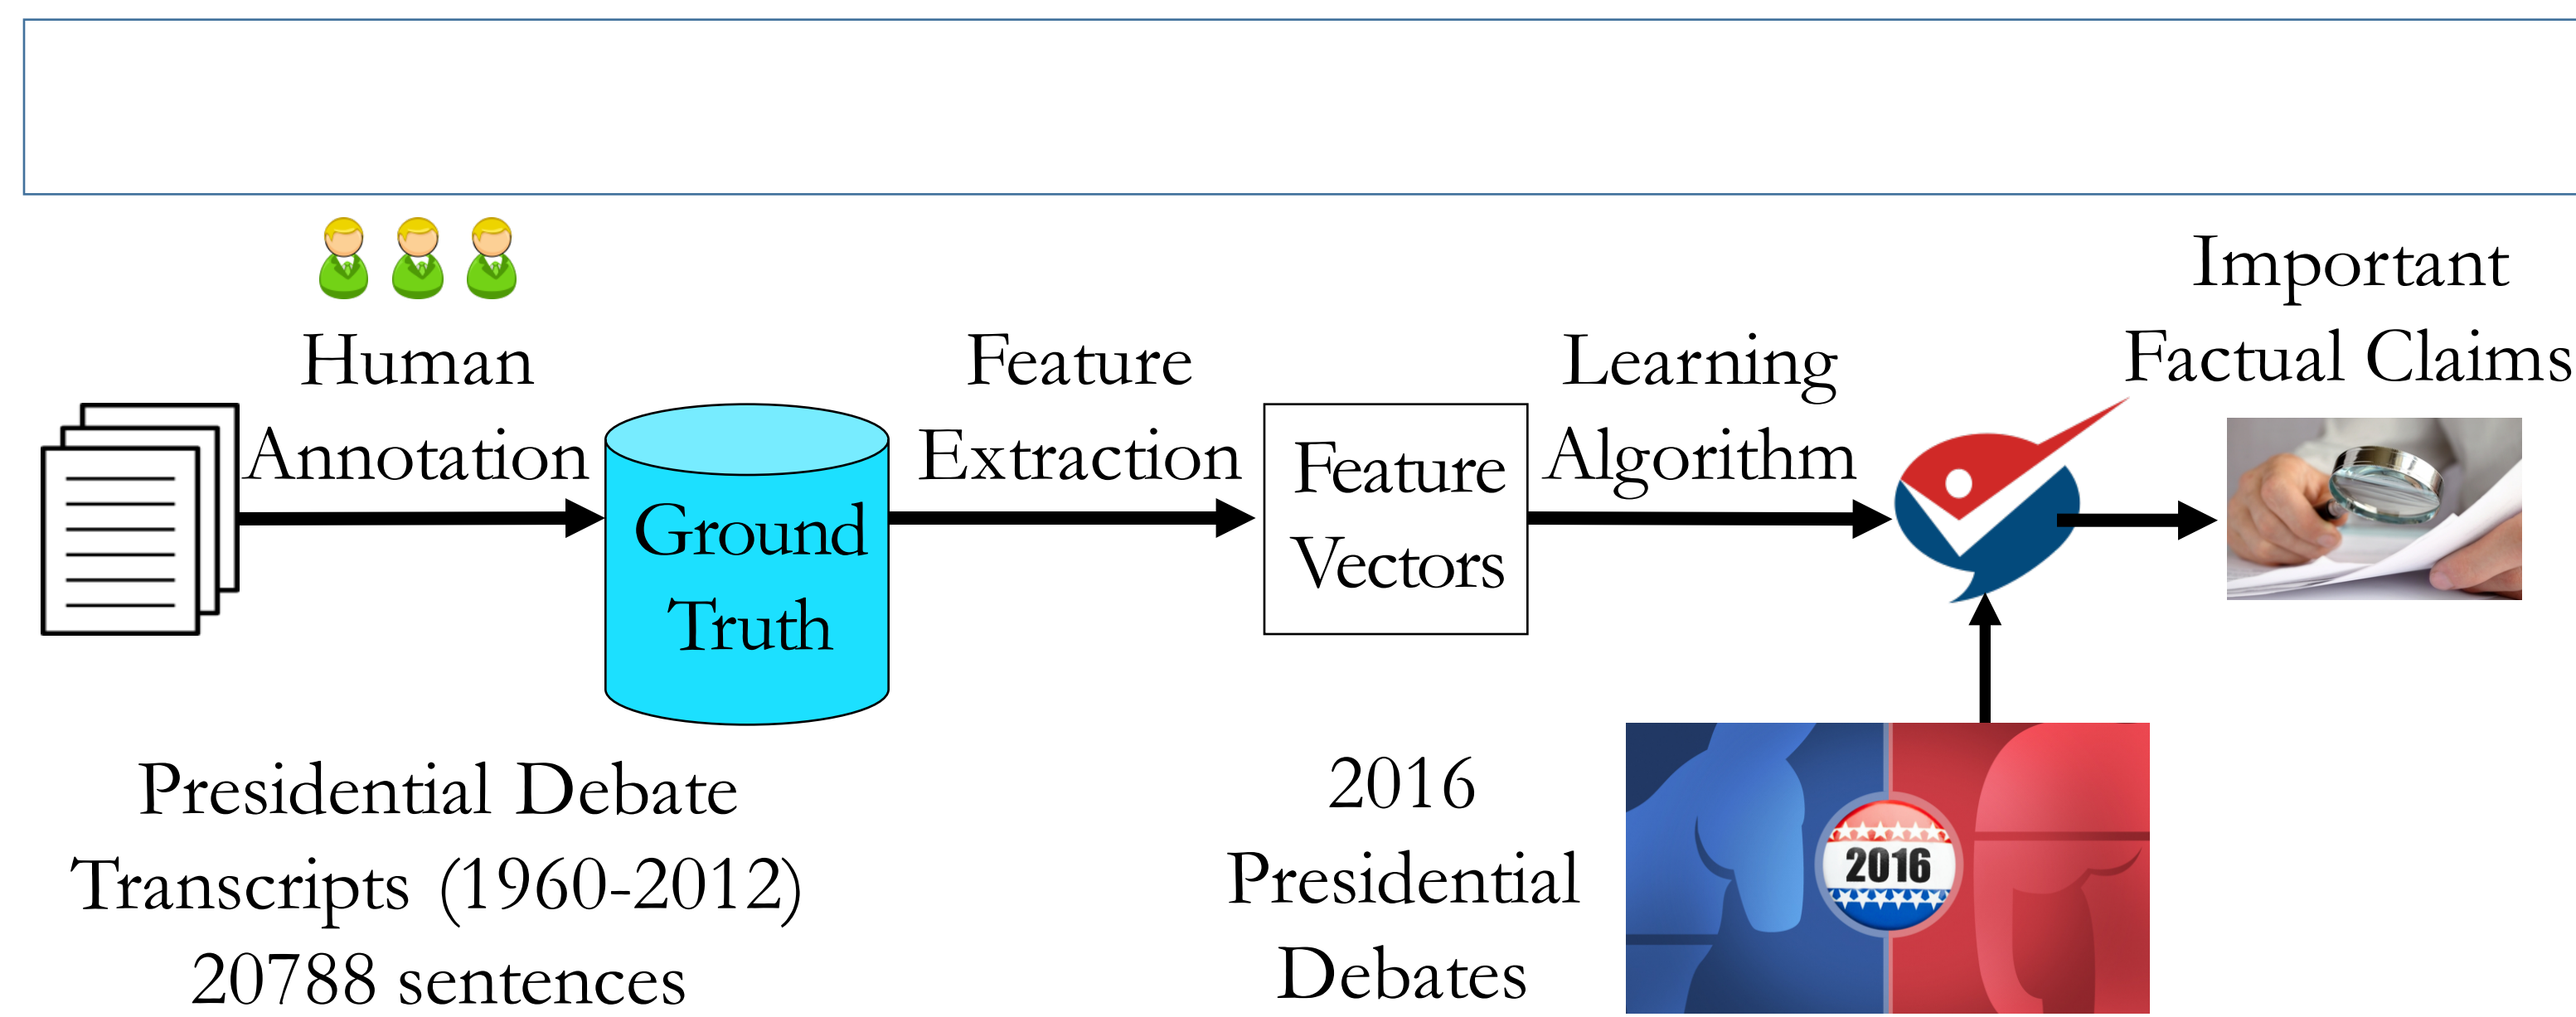 Human
Annotation
Ground
Truth
Feature
Extraction
Feature
Vectors
Learning
Algorithm
Important
Factual Claims
Presidential Debate
Transcripts (1960-2012)
20788 sentences
2016
Presidential
Debates
2016